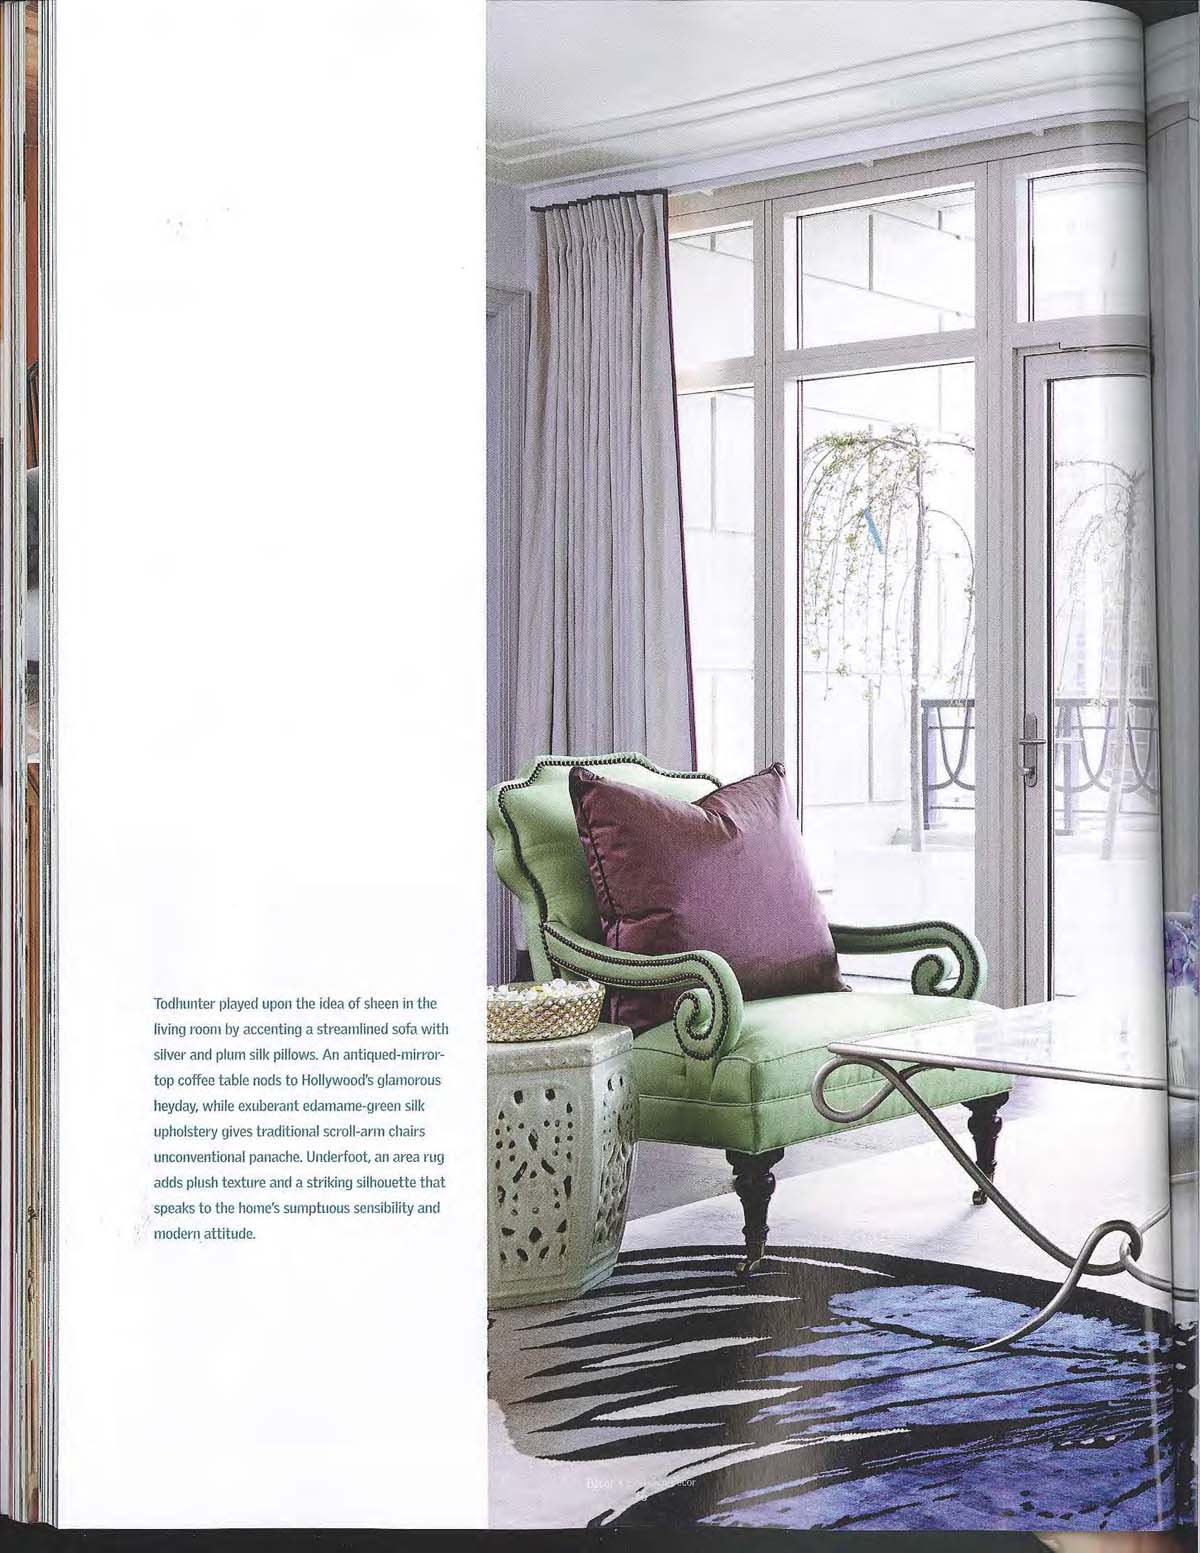 Todhunter played upon the idea of sheen in the
living room by accenting a streamlined sofa with
silver and plum silk pillows. An antiqued-mirror-
top coffee table nods to Hollywood's glamorous
heyday, while exuberant edamame-green silk
upholstery gives traditional scroll-arm chairs
unconventional panache. Underfoot, an area rug
adds plush texture and a striking silhouette that
speaks to the home's sumptuous sensibility and
modern attitude.
Décor